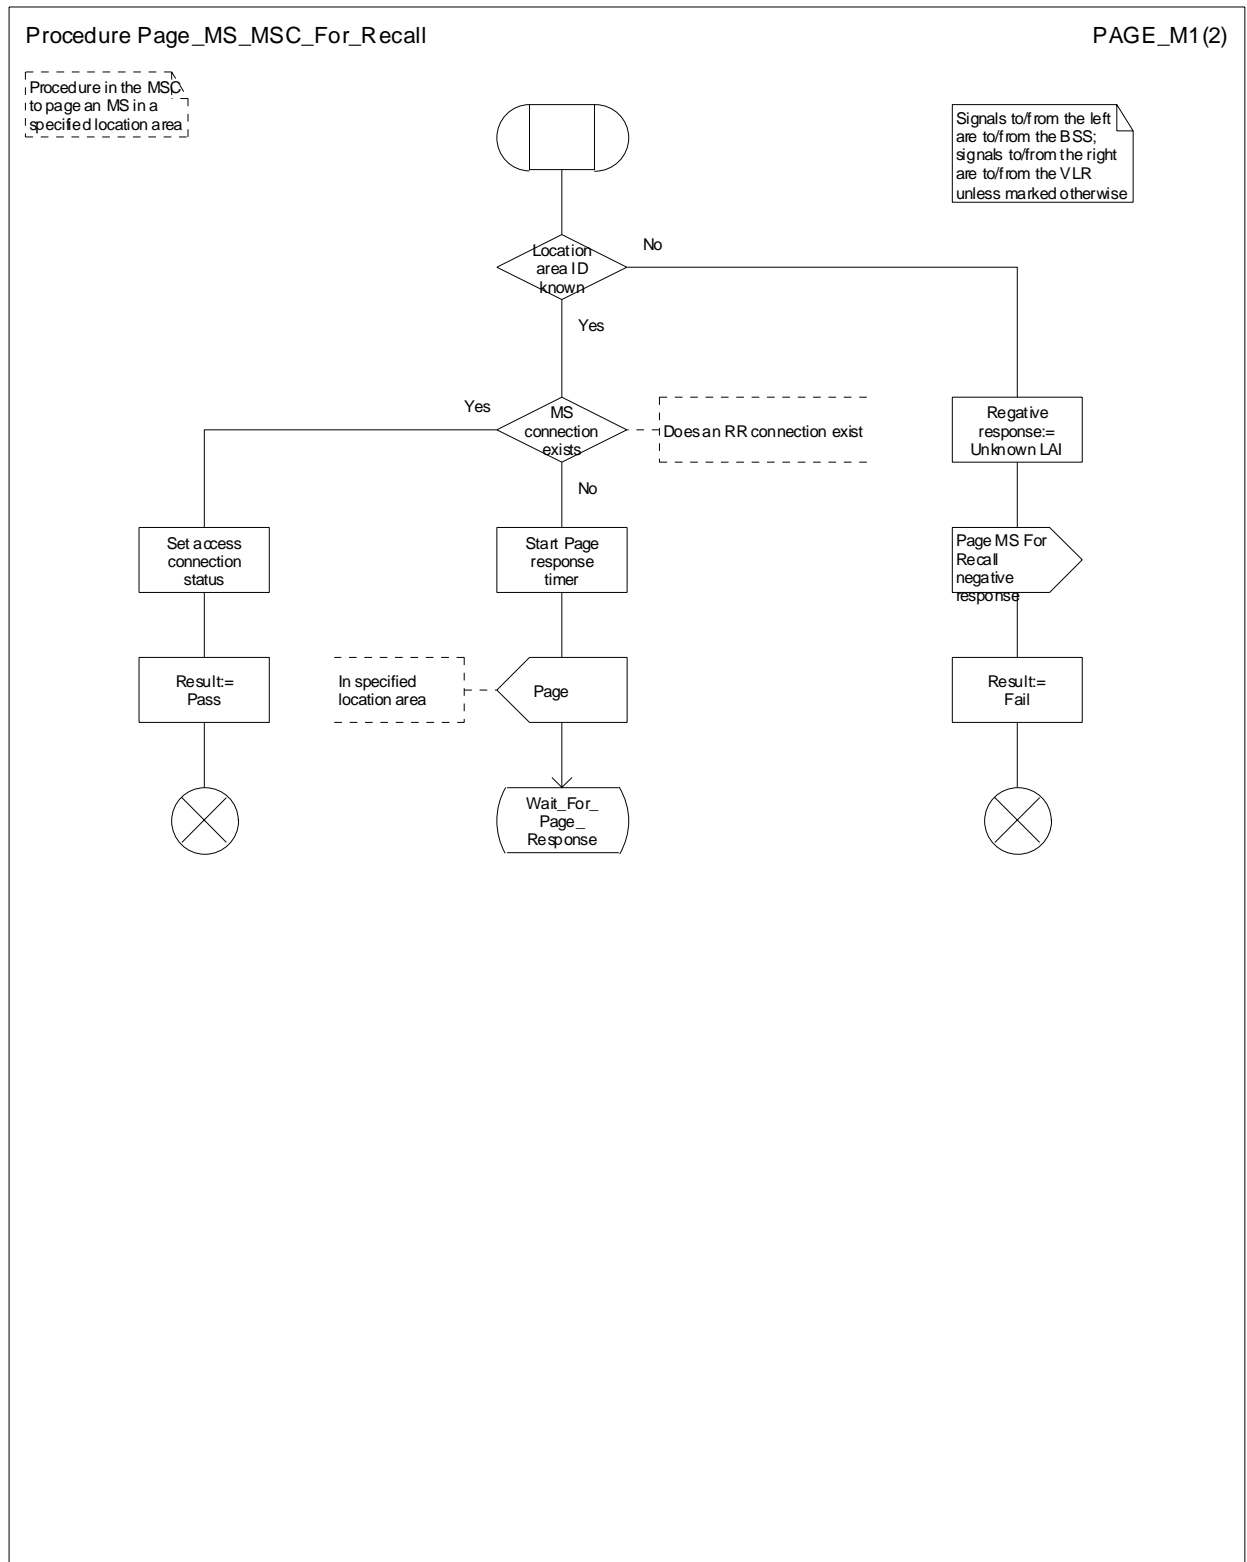 Procedure Page_MS_MSC_For_Recall
PAGE_M1(2)
Procedure in the MSC
to page an MS in a
specified location area
Signals to/from the left
are to/from the BSS;
signals to/from the right
are to/from the VLR
unless marked otherwise
Location
area ID
known
No
Yes
MS
connection
exists
Yes
Does an RR connection exist
No
Regative
response:=
Unknown LAI
Set access
connection
status
Start Page
response
timer
Page MS For
Recall
negative
response
Result:=
Pass
In specified
location area
Page
Result:=
Fail
Wait_For_
Page_
Response